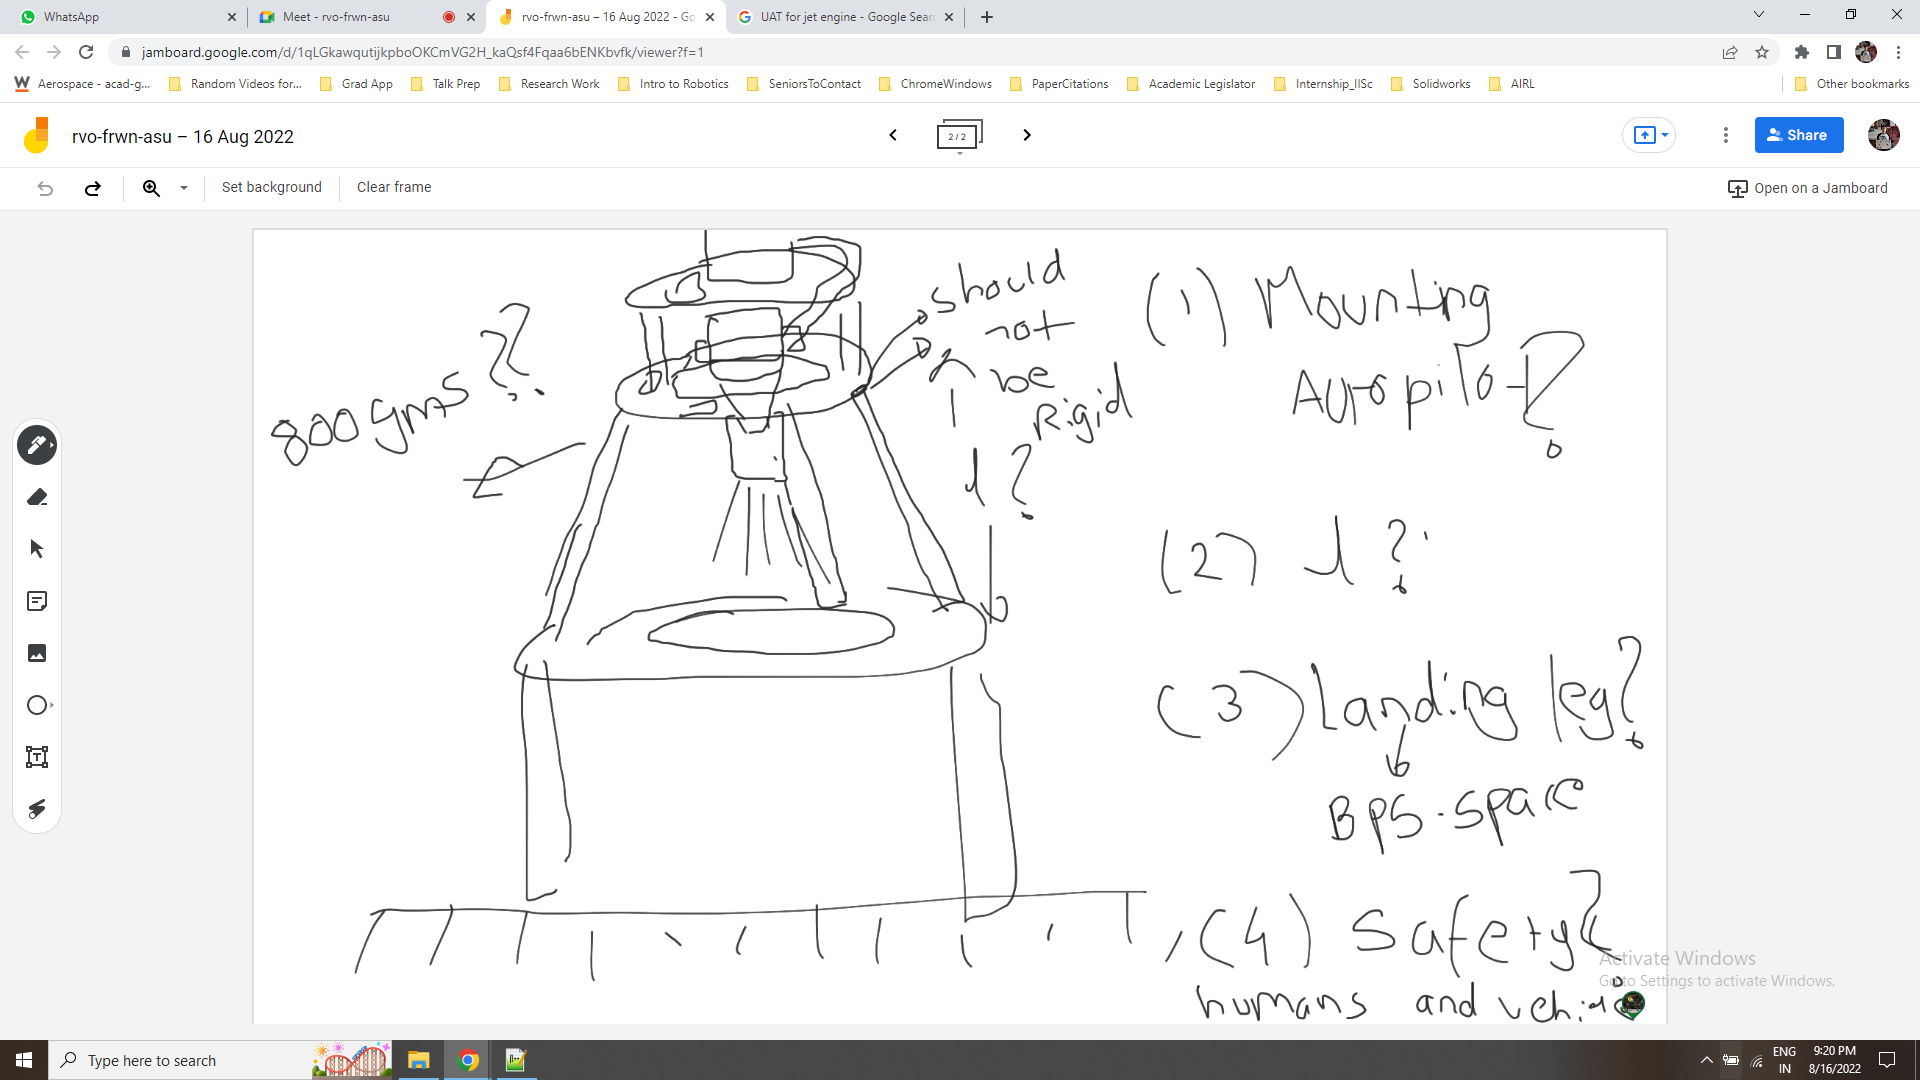 WhatsApp
Meet - rvo-frwn-asu
rvo-frwn-asu – 16 Aug 2022 - Go
UAT for jet engine - Google Searc
jamboard.google.com/d/1qLGkawqutijkpboOKCmVG2H_kaQsf4Fqaa6bENKbvfk/viewer?f=1
Aerospace - acad-g...
Random Videos for...
Grad App
Talk Prep
Research Work
Intro to Robotics
SeniorsToContact
ChromeWindows
PaperCitations
Academic Legislator
Internship_IISc
Solidworks
AIRL
Other bookmarks
rvo-frwn-asu – 16 Aug 2022
2 / 2
Share
Set background
Clear frame
Open on a Jamboard
800 gms ??
should
not
be
Rigid
l ?
(1) Mounting
Auropilo-?
(2) l ?
(3) Landing leg?
BPS-space
(4) Safety?
humans and
Activate Windows
Go to Settings to activate Windows.
Type here to search
ENG
IN
9:20 PM
8/16/2022